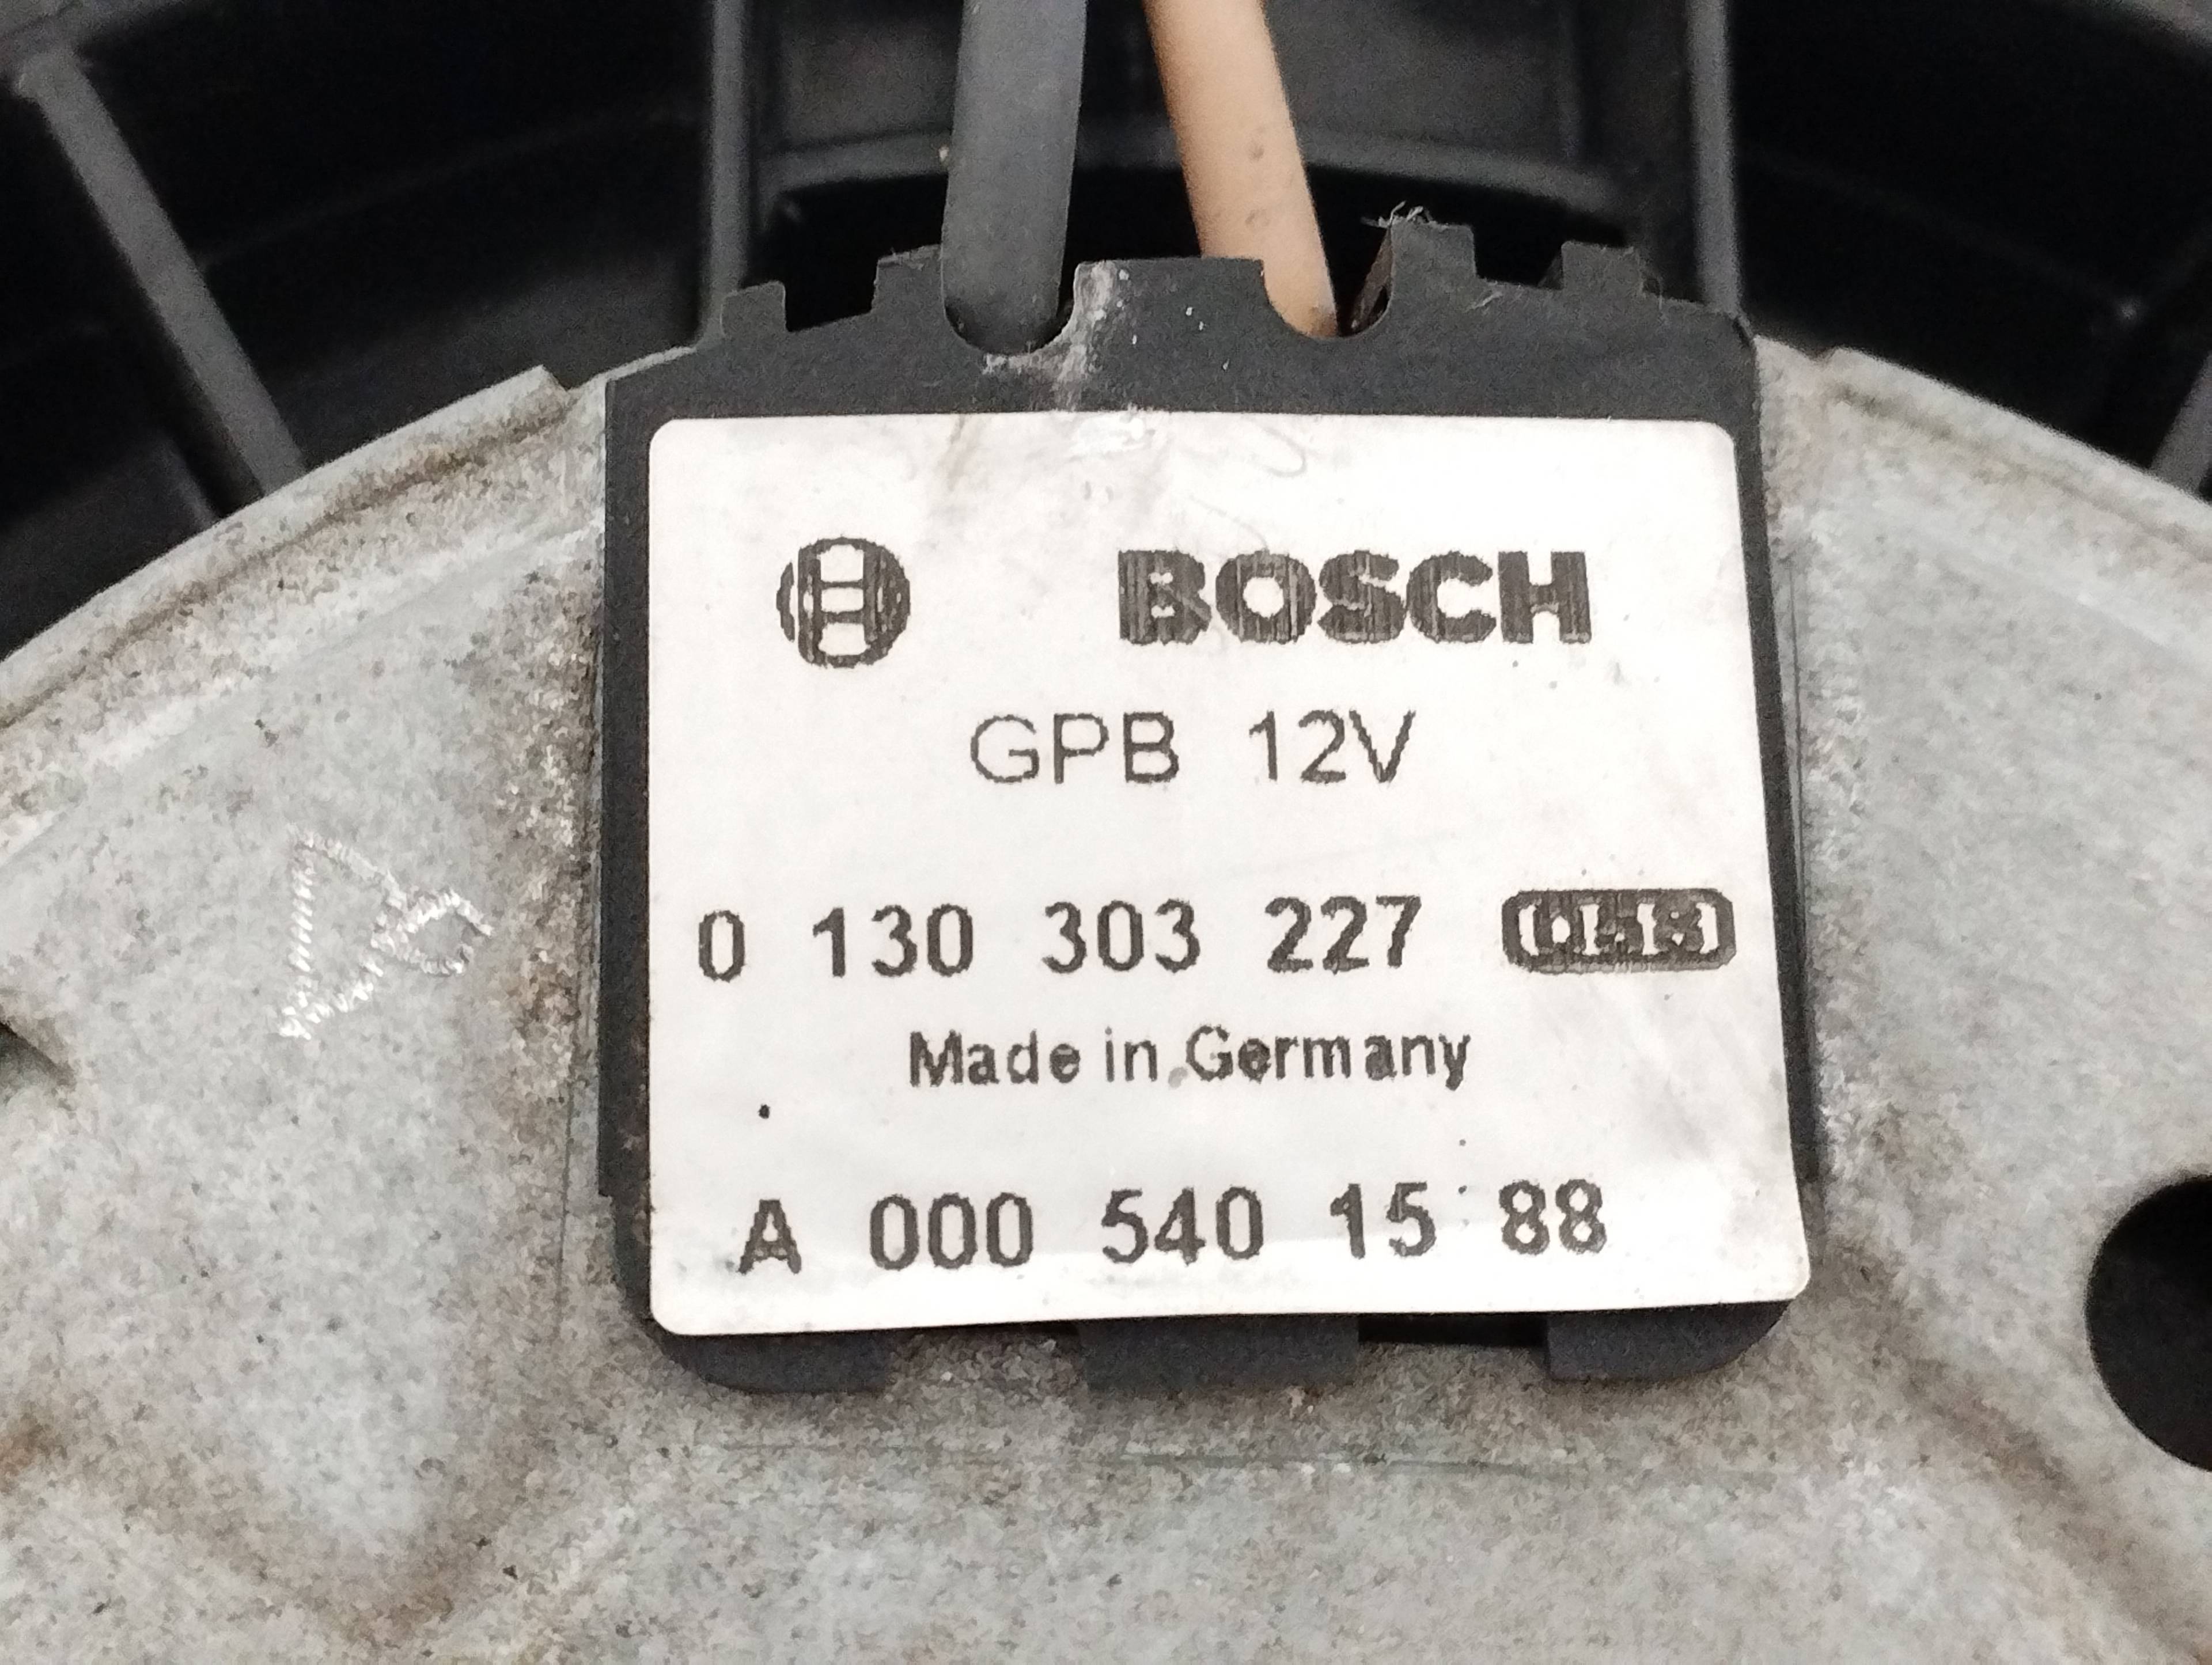 BOSCH
GPB 12V
0 130 303 227
Made in Germany
A 000 540 15 88